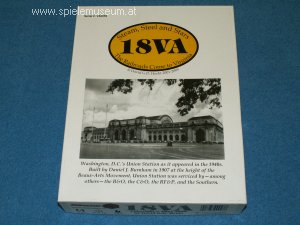 www.spielemuseum.at
Steam, Steel and Stars
18VA
The Railroads Come to Virginia
Washington, D.C.'s Union Station as it appeared in the 1940s.
Built by Daniel J. Burnham in 1907 at the height of the
Beaux-Arts Movement, Union Station was serviced by—among
others—the B&O, the C&O, the RF&P, and the Southern.